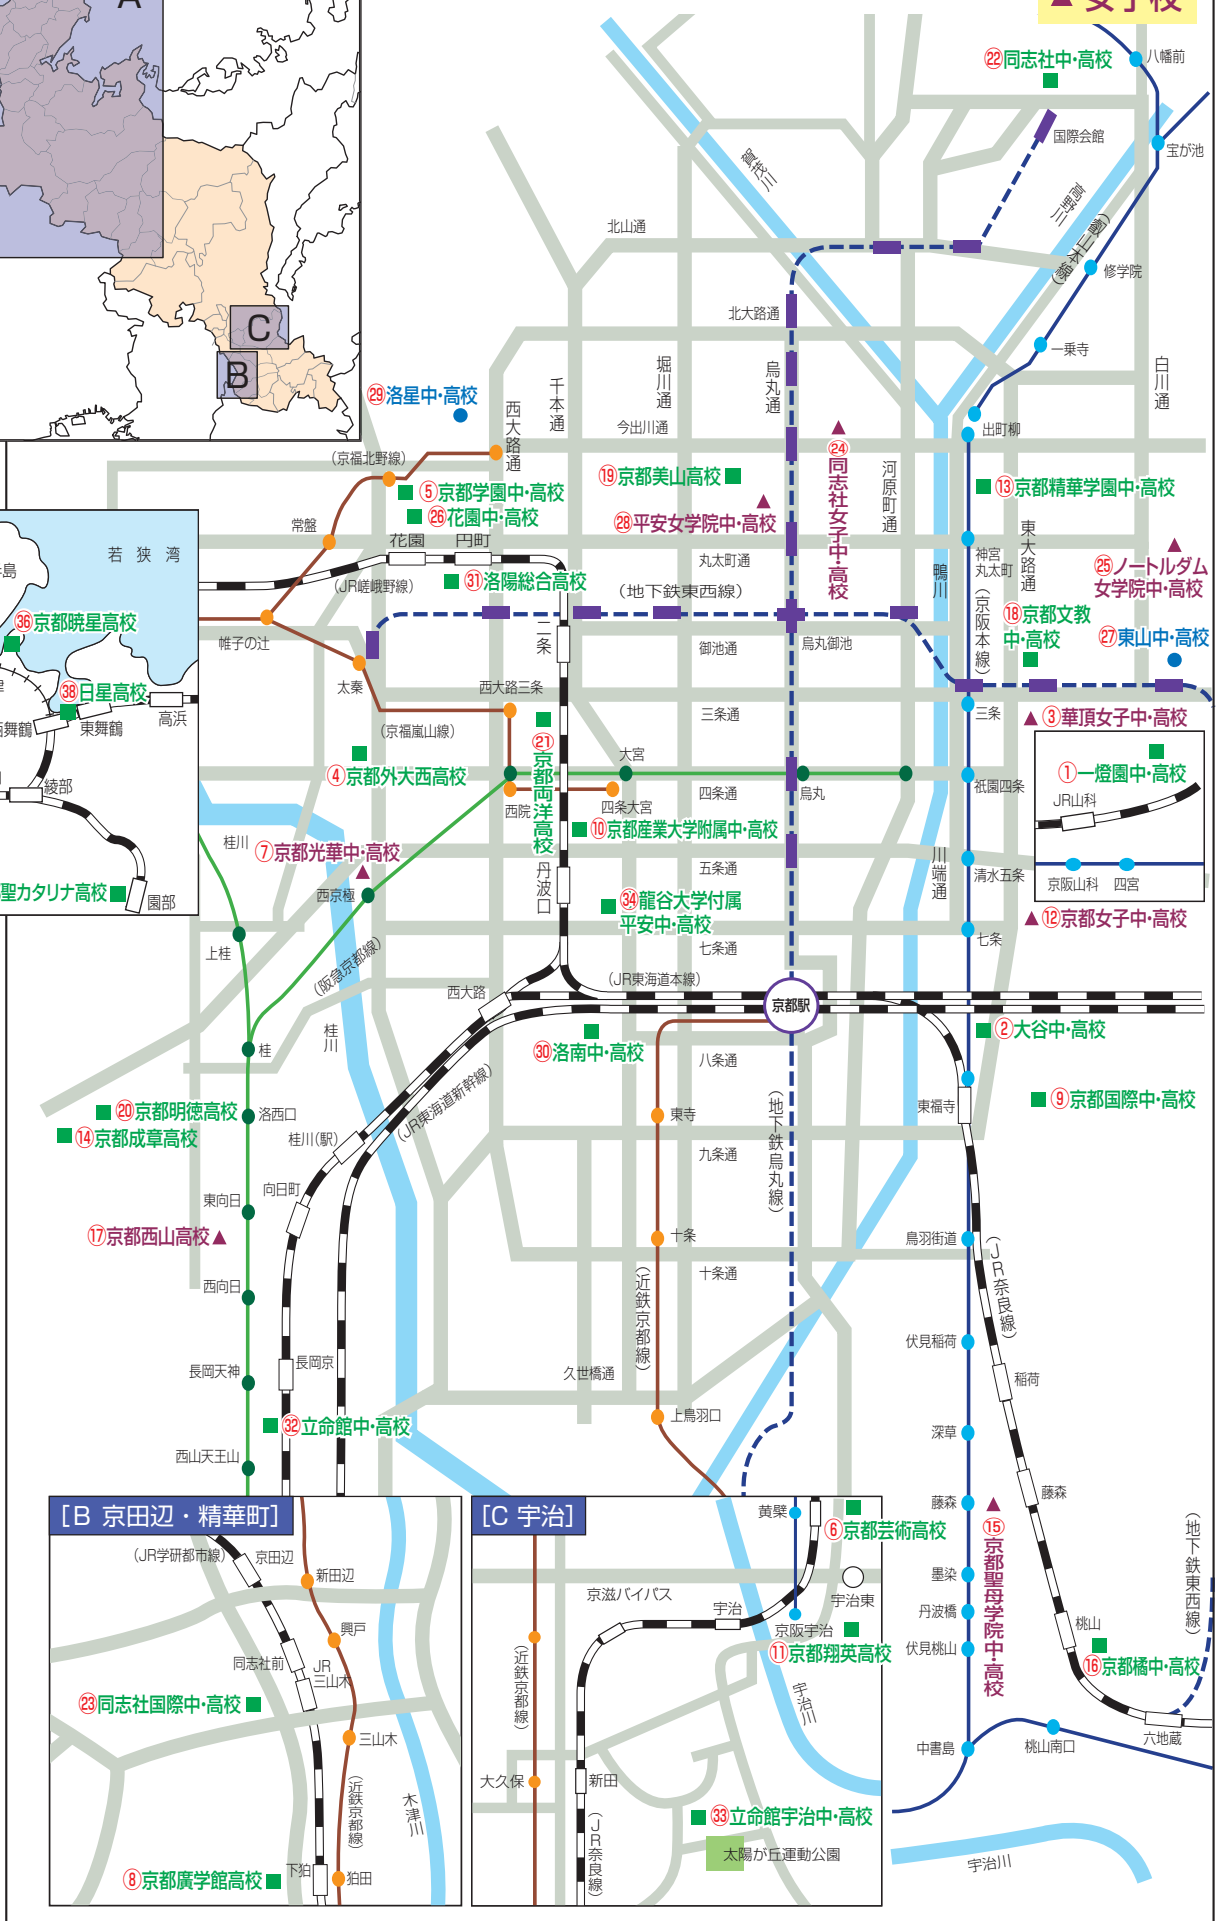 A
▲女子校
C
B
㉒同志社中・高校
八幡前
国際会館
宝が池
賀茂川
高野川
(叡山本線)
北山通
修学院
北大路通
一乗寺
白川通
堀川通
烏丸通
千本通
西大路通
㉙洛星中・高校
今出川通
出町柳
(京福北野線)
㉔同志社女子中・高校
河原町通
⑲京都美山高校
⑬京都精華学園中・高校
⑤京都学園中・高校
㉖花園中・高校
㉘平安女学院中・高校
常盤
花園
円町
丸太町通
神宮丸太町
東大路通
㉕ノートルダム
女学院中・高校
若狭湾
島
(JR嵯峨野線)
㉛洛陽総合高校
(地下鉄東西線)
鴨川
(京阪本線)
⑱京都文教
中・高校
㉗東山中・高校
㊱京都暁星高校
帷子の辻
二条
御池通
烏丸御池
太秦
西大路三条
㊳日星高校
西舞鶴
東舞鶴
高浜
三条通
三条
③華頂女子中・高校
(京福嵐山線)
④京都外大西高校
㉑京都両洋高校
大宮
①一燈園中・高校
JR山科
京阪山科
四宮
綾部
西院
四条大宮
四条通
烏丸
祇園四条
桂川
⑩京都産業大学附属中・高校
⑦京都光華中・高校
西京極
丹波口
五条通
川端通
清水五条
聖カタリナ高校
園部
㉞龍谷大学付属
平安中・高校
⑫京都女子中・高校
上桂
七条通
七条
(阪急京都線)
西大路
(JR東海道本線)
京都駅
桂川
桂
㉚洛南中・高校
②大谷中・高校
八条通
(JR東海道新幹線)
⑳京都明徳高校
洛西口
⑭京都成章高校
桂川(駅)
東寺
(地下鉄烏丸線)
東福寺
⑨京都国際中・高校
九条通
向日町
東向日
⑰京都西山高校
十条
十条通
鳥羽街道
(JR奈良線)
西向日
(近鉄京都線)
伏見稲荷
長岡天神
長岡京
久世橋通
稲荷
㉜立命館中・高校
上鳥羽口
深草
西山天王山
藤森
藤森
(地下鉄東西線)
⑮京都聖母学院中・高校
墨染
丹波橋
伏見桃山
桃山
⑯京都橘中・高校
中書島
桃山南口
六地蔵
宇治川
[B 京田辺・精華町]
(JR学研都市線)
京田辺
新田辺
興戸
同志社前
JR
三山木
㉓同志社国際中・高校
三山木
(近鉄京都線)
木津川
⑧京都廣学館高校
下狛
狛田
[C 宇治]
黄檗
⑥京都芸術高校
京滋バイパス
宇治
宇治東
京阪宇治
⑪京都翔英高校
(近鉄京都線)
宇治川
大久保
新田
(JR奈良線)
㉝立命館宇治中・高校
太陽が丘運動公園